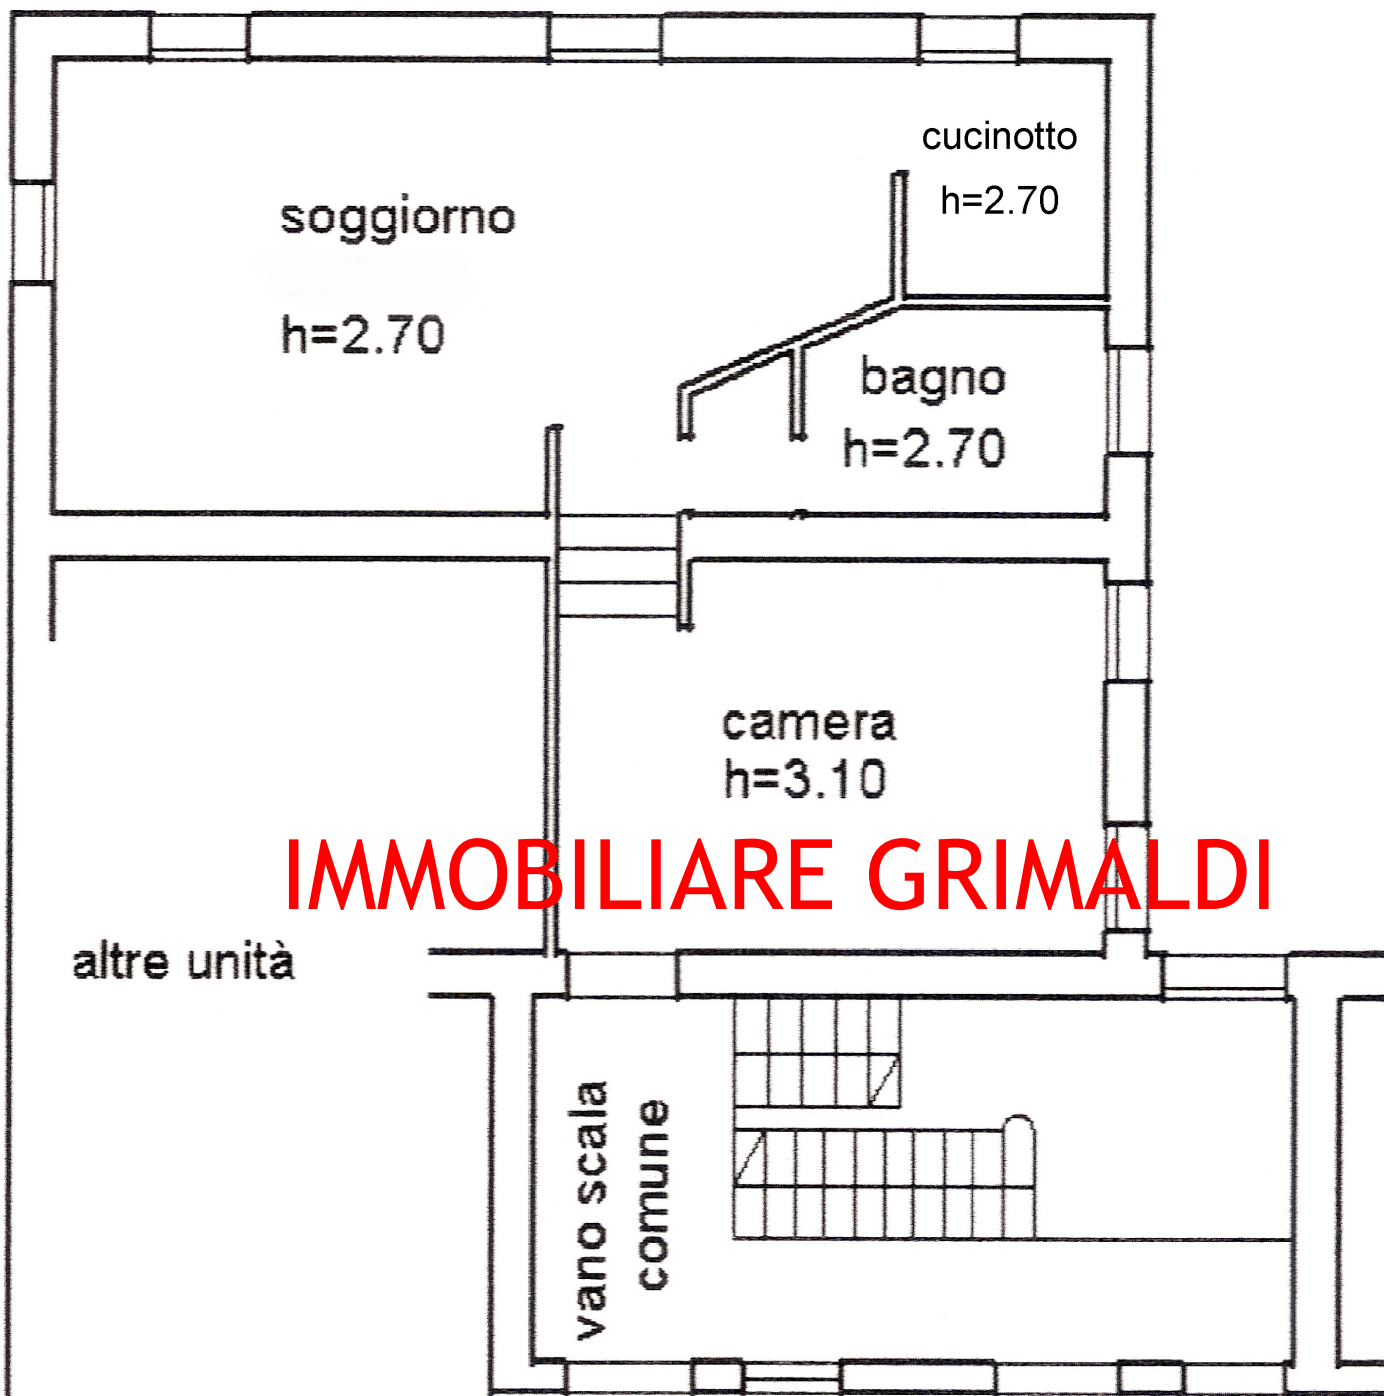 cucinotto
h=2.70
soggiorno
h=2.70
bagno
h=2.70
camera
h=3.10
IMMOBILIARE GRIMALDI
altre unità
vano scala
comune